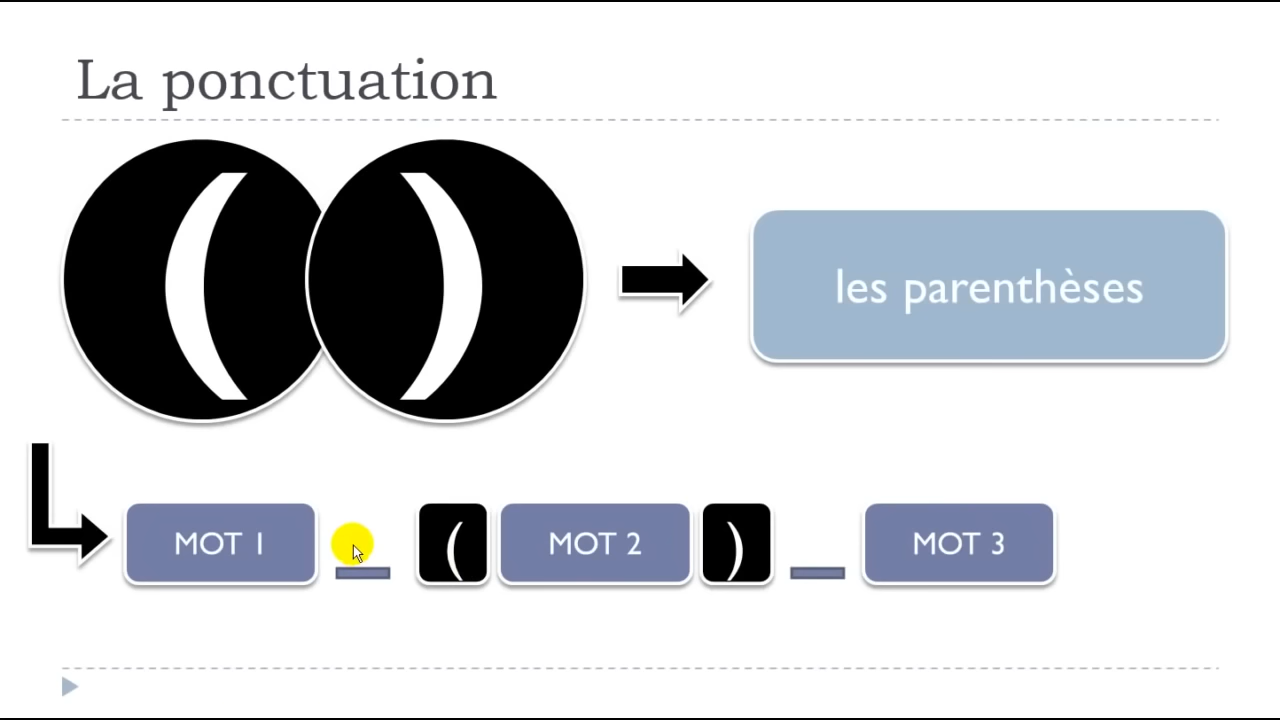 La ponctuation
( )
les parenthèses
MOT 1 _ ( MOT 2 ) _ MOT 3